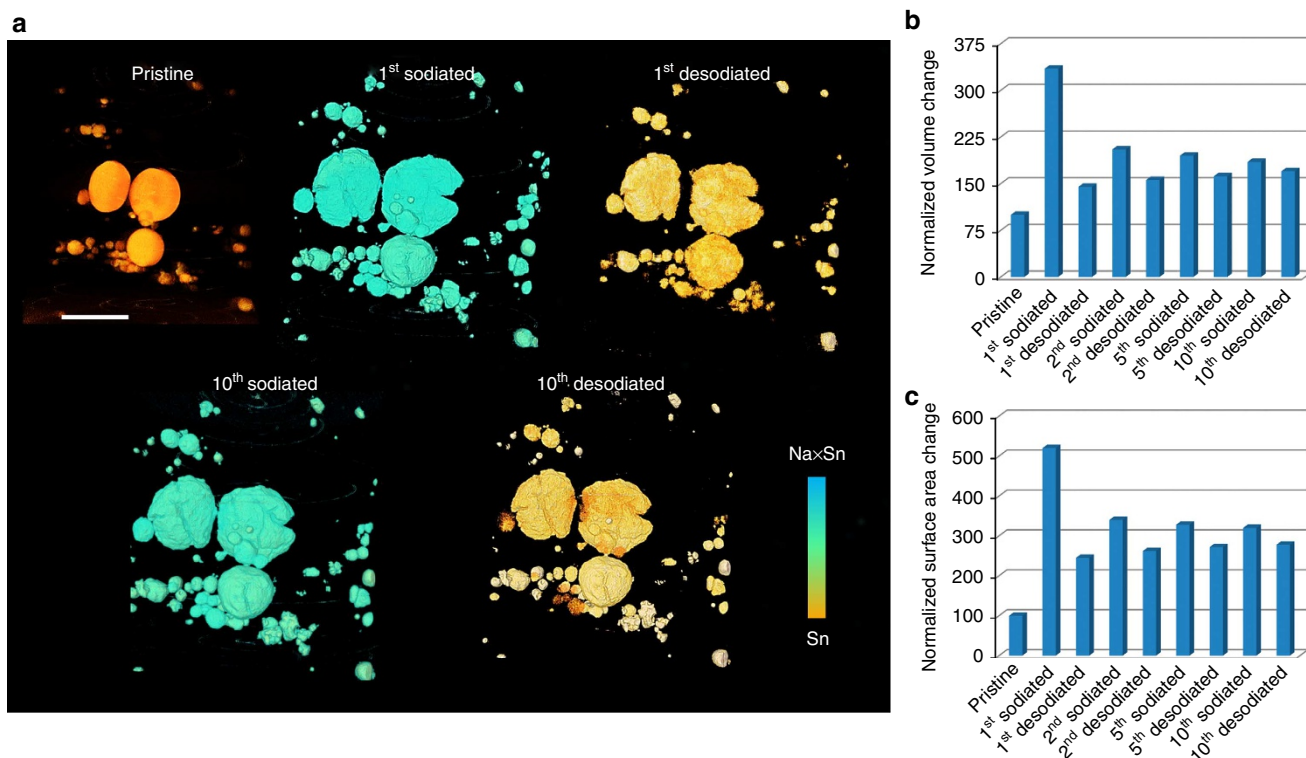 a
Pristine
1st sodiated
1st desodiated
10th sodiated
10th desodiated
Na×Sn
Sn
b
Normalized volume change
375
300
225
150
75
0
Pristine
1st sodiated
1st desodiated
2nd sodiated
2nd desodiated
5th sodiated
5th desodiated
10th sodiated
10th desodiated
c
Normalized surface area change
600
500
400
300
200
100
0
Pristine
1st sodiated
1st desodiated
2nd sodiated
2nd desodiated
5th sodiated
5th desodiated
10th sodiated
10th desodiated